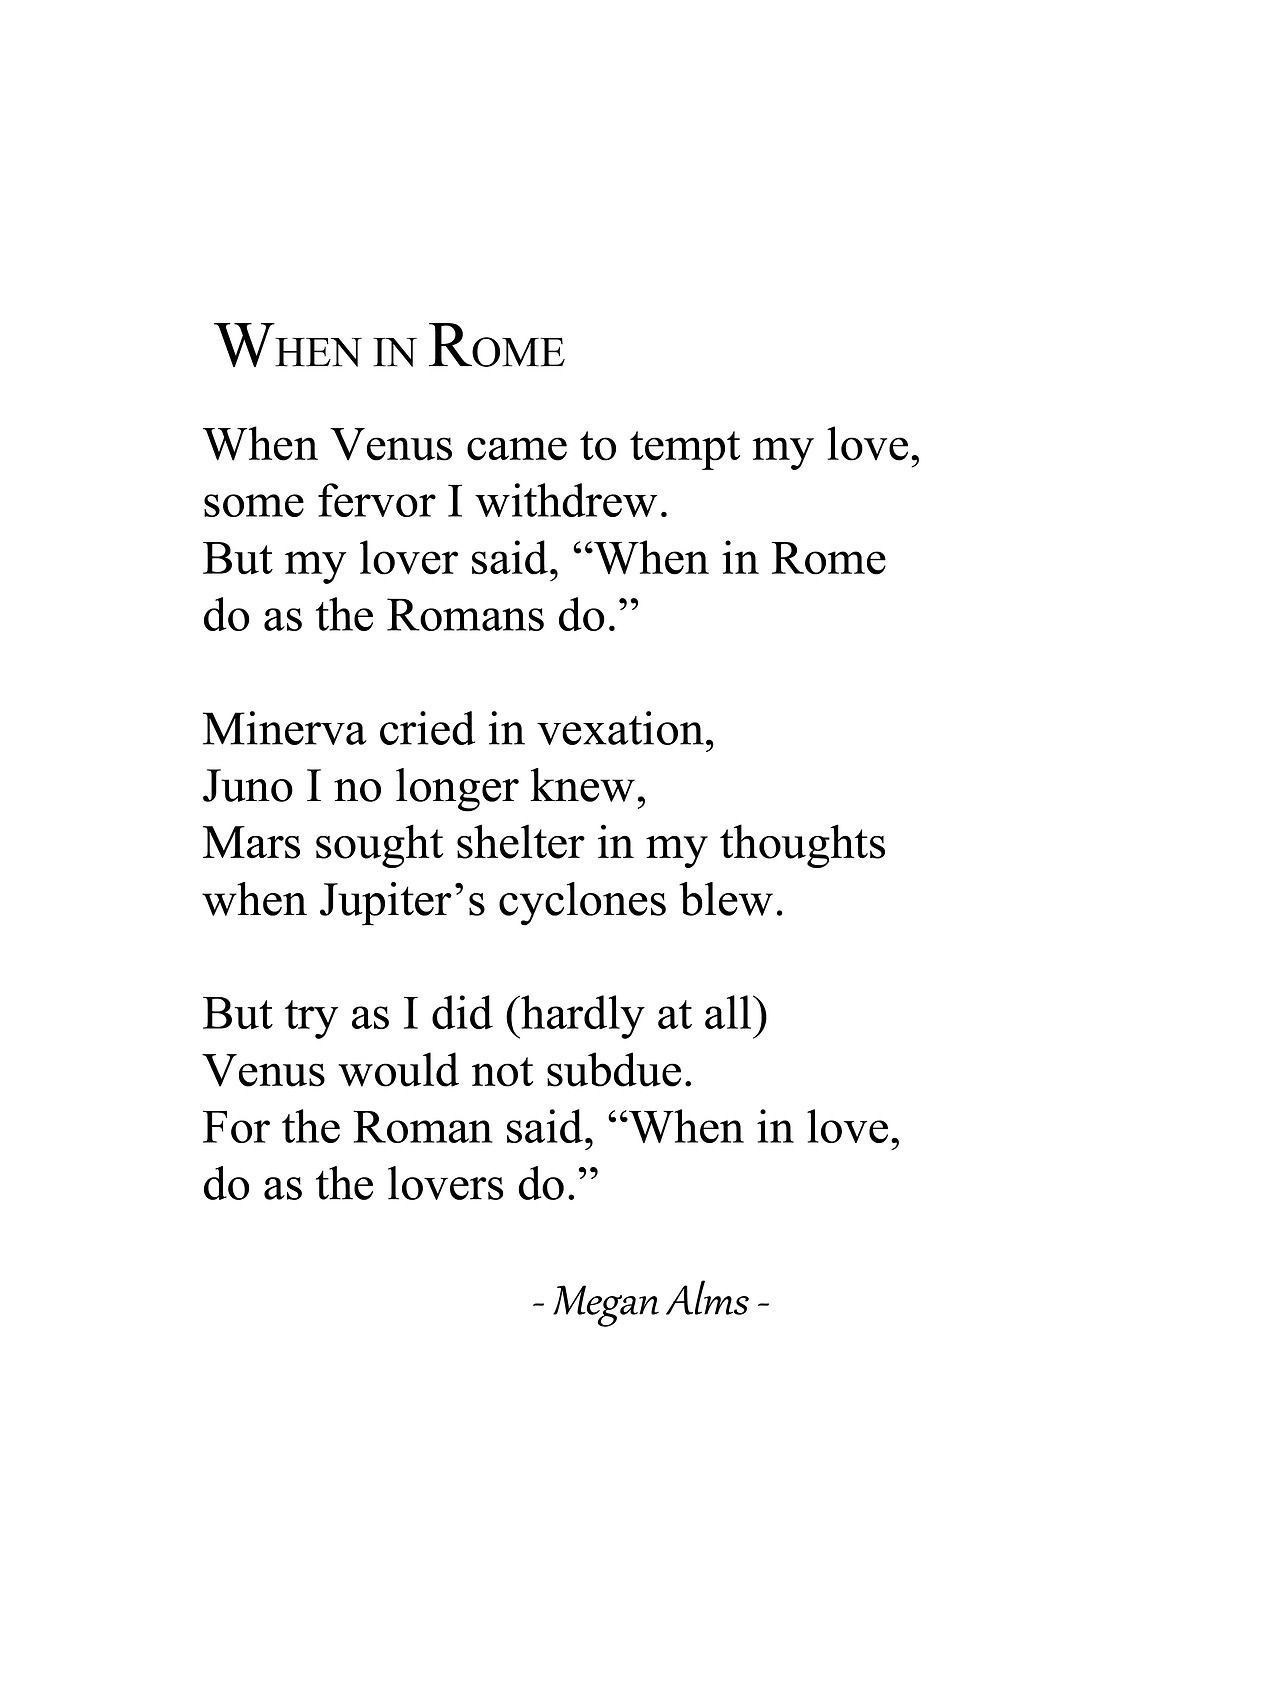 WHEN IN ROME
When Venus came to tempt my love,
some fervor I withdrew.
But my lover said, “When in Rome
do as the Romans do.”
Minerva cried in vexation,
Juno I no longer knew,
Mars sought shelter in my thoughts
when Jupiter’s cyclones blew.
But try as I did (hardly at all)
Venus would not subdue.
For the Roman said, “When in love,
do as the lovers do.”
- Megan Alms -